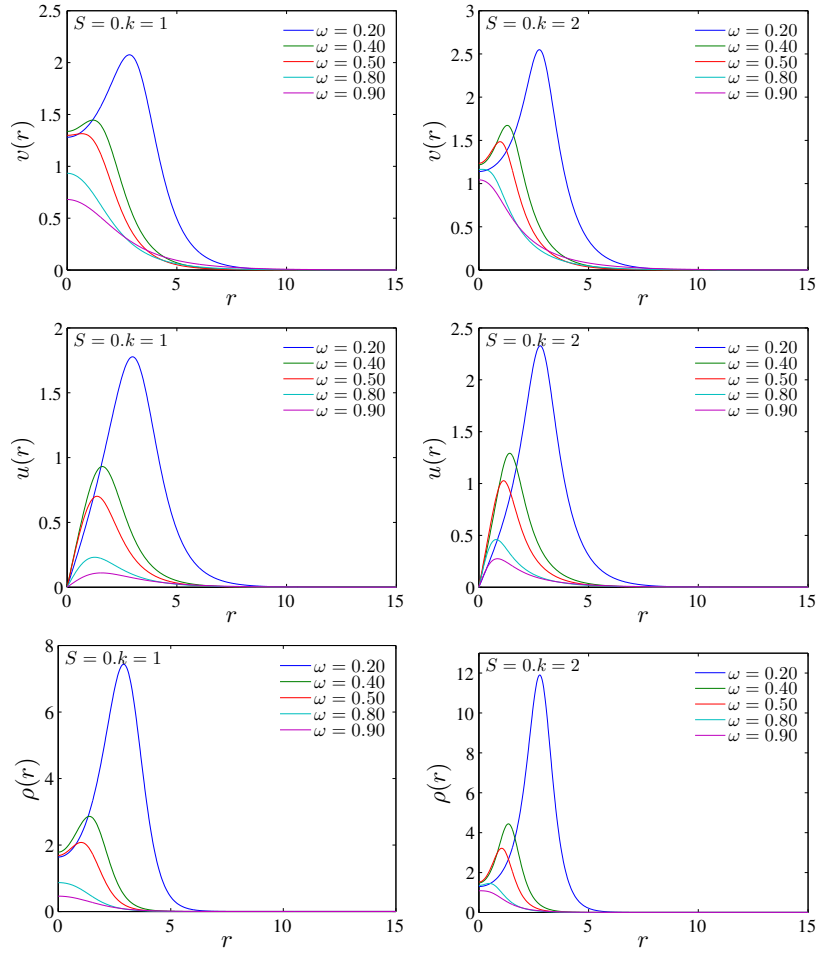 S = 0.k = 1
ω = 0.20
ω = 0.40
ω = 0.50
ω = 0.80
ω = 0.90
2.5
2
1.5
1
0.5
0
v(r)
0 5 10 15
r
S = 0.k = 2
ω = 0.20
ω = 0.40
ω = 0.50
ω = 0.80
ω = 0.90
3
2.5
2
1.5
1
0.5
0
v(r)
0 5 10 15
r
S = 0.k = 1
ω = 0.20
ω = 0.40
ω = 0.50
ω = 0.80
ω = 0.90
2
1.5
1
0.5
0
u(r)
0 5 10 15
r
S = 0.k = 2
ω = 0.20
ω = 0.40
ω = 0.50
ω = 0.80
ω = 0.90
2.5
2
1.5
1
0.5
0
u(r)
0 5 10 15
r
S = 0.k = 1
ω = 0.20
ω = 0.40
ω = 0.50
ω = 0.80
ω = 0.90
8
6
4
2
0
ρ(r)
0 5 10 15
r
S = 0.k = 2
ω = 0.20
ω = 0.40
ω = 0.50
ω = 0.80
ω = 0.90
12
10
8
6
4
2
0
ρ(r)
0 5 10 15
r